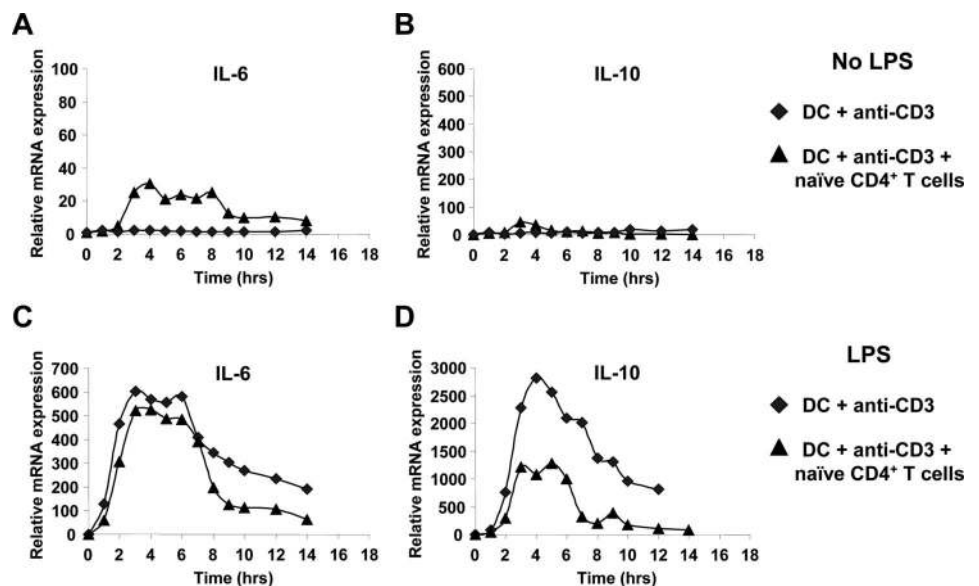 A
IL-6
Relative mRNA expression
100
80
60
40
20
0
0 2 4 6 8 10 12 14 16 18
Time (hrs)
B
IL-10
Relative mRNA expression
600
500
400
300
200
100
0
0 2 4 6 8 10 12 14 16 18
Time (hrs)
No LPS
DC + anti-CD3
DC + anti-CD3 +
naïve CD4⁺ T cells
C
IL-6
Relative mRNA expression
700
600
500
400
300
200
100
0
0 2 4 6 8 10 12 14 16 18
Time (hrs)
D
IL-10
Relative mRNA expression
3000
2500
2000
1500
1000
500
0
0 2 4 6 8 10 12 14 16 18
Time (hrs)
LPS
DC + anti-CD3
DC + anti-CD3 +
naïve CD4⁺ T cells